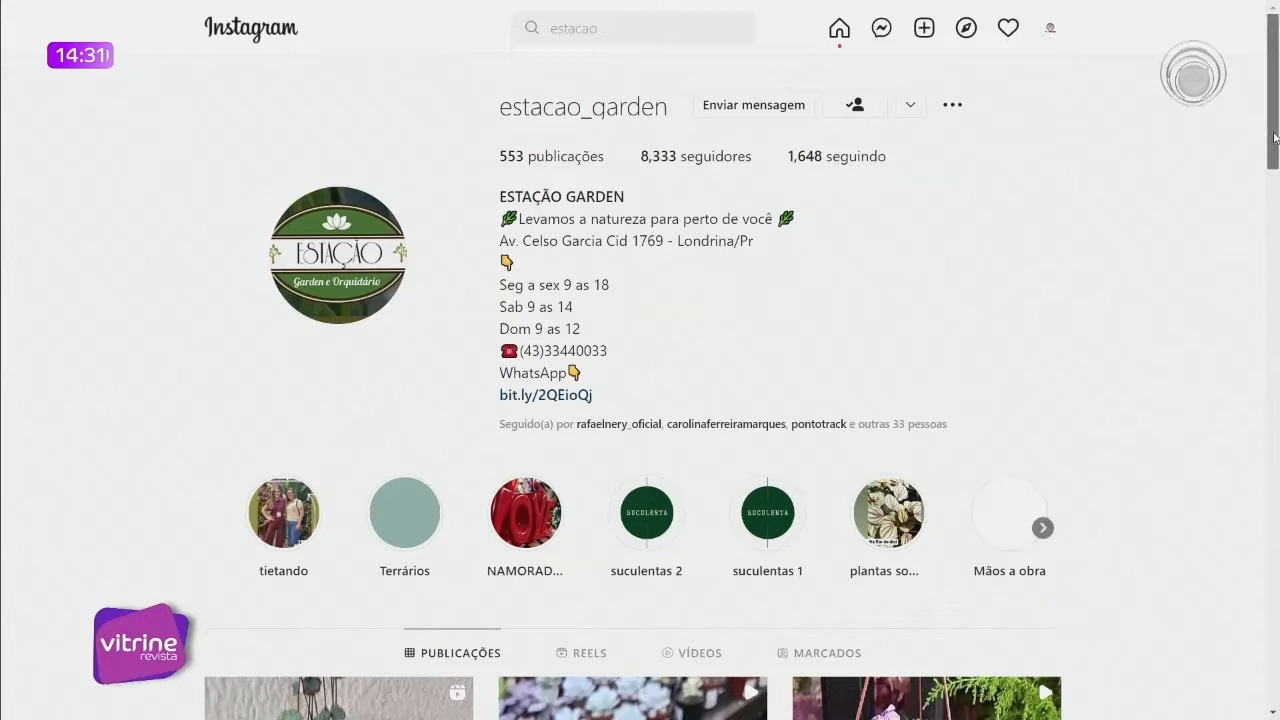 Instagram
estacao
14:31
estacao_garden
Enviar mensagem
553 publicações 8,333 seguidores 1,648 seguindo
ESTAÇÃO GARDEN
Levamos a natureza para perto de você
Av. Celso Garcia Cid 1769 - Londrina/Pr
Seg a sex 9 as 18
Sab 9 as 14
Dom 9 as 12
(43)33440033
WhatsApp
bit.ly/2QEioQj
Seguido(a) por rafaelnery_oficial, carolinaferreiramarques, pontotrack e outras 33 pessoas
ESTAÇÃO
Garden e Orquidário
SUCULENTA
SUCULENTA
tietando
Terrários
NAMORAD...
suculentas 2
suculentas 1
plantas so...
Mãos a obra
vitrine
revista
PUBLICAÇÕES
REELS
VÍDEOS
MARCADOS